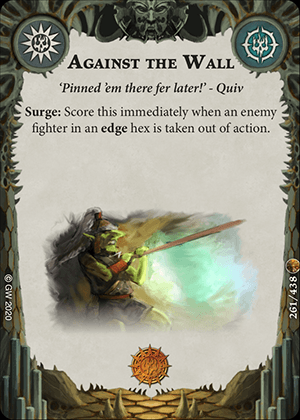 Against the Wall
‘Pinned ’em there fer later!’ - Quiv
Surge: Score this immediately when an enemy
fighter in an edge hex is taken out of action.
© GW 2020
261/438